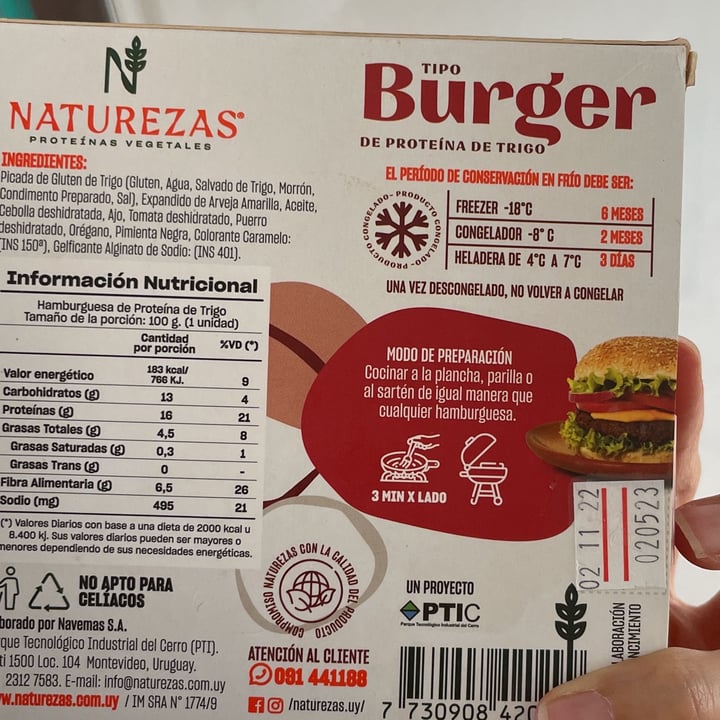 NATUREZAS®
PROTEÍNAS VEGETALES
INGREDIENTES:
Picada de Gluten de Trigo (Gluten, Agua, Salvado de Trigo, Morrón,
Condimento Preparado, Sal), Expandido de Arveja Amarilla, Aceite,
Cebolla deshidratada, Ajo, Tomate deshidratado, Puerro
deshidratado, Orégano, Pimienta Negra, Colorante Caramelo:
(INS 150ª), Gelificante Alginato de Sodio: (INS 401).
Información Nutricional
Hamburguesa de Proteína de Trigo
Tamaño de la porción: 100 g. (1 unidad)
Cantidad por porción %VD (*)
Valor energético 183 kcal/ 766 KJ. 9
Carbohidratos (g) 13 4
Proteínas (g) 16 21
Grasas Totales (g) 4,5 8
Grasas Saturadas (g) 0,3 1
Grasas Trans (g) 0 -
Fibra Alimentaria (g) 6,5 26
Sodio (mg) 495 21
(*) Valores Diarios con base a una dieta de 2000 kcal u
8.400 kj. Sus valores diarios pueden ser mayores o
menores dependiendo de sus necesidades energéticas.
NO APTO PARA
CELÍACOS
borado por Navemas S.A.
rque Tecnológico Industrial del Cerro (PTI).
ti 1500 Loc. 104 Montevideo, Uruguay.
2312 7583. E-mail: info@naturezas.com.uy
w.naturezas.com.uy / IM SRA N° 1774/9
TIPO
Burger
DE PROTEÍNA DE TRIGO
EL PERÍODO DE CONSERVACIÓN EN FRÍO DEBE SER:
PRODUCTO CONGELADO - PRODUCTO CONGELADO -
FREEZER -18°C 6 MESES
CONGELADOR -8° C 2 MESES
HELADERA DE 4°C A 7°C 3 DÍAS
UNA VEZ DESCONGELADO, NO VOLVER A CONGELAR
MODO DE PREPARACIÓN
Cocinar a la plancha, parrilla o
al sartén de igual manera que
cualquier hamburguesa.
3 MIN X LADO
COMPROMISO NATUREZAS CON LA CALIDAD DEL PRODUCTO
ATENCIÓN AL CLIENTE
091 441188
/naturezas.uy/
UN PROYECTO
PTIC
Parque Tecnológico Industrial del Cerro
02 11 22
020523
LABORACIÓN
NCIMIENTO
7 730908 420